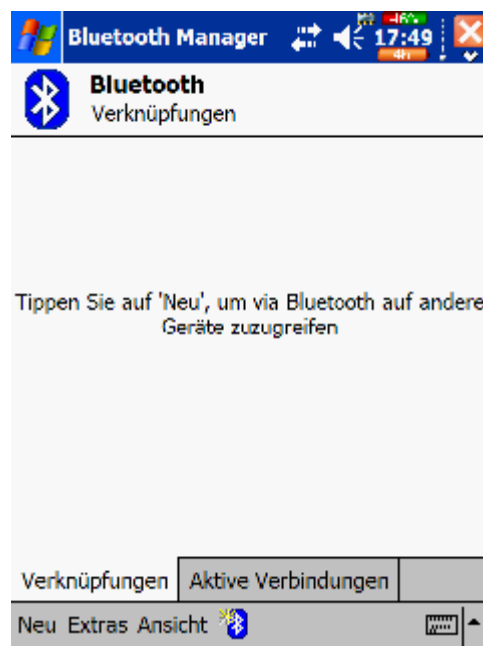 Bluetooth Manager 17:49
Bluetooth
Verknüpfungen
Tippen Sie auf 'Neu', um via Bluetooth auf andere
Geräte zuzugreifen
Verknüpfungen Aktive Verbindungen
Neu Extras Ansicht